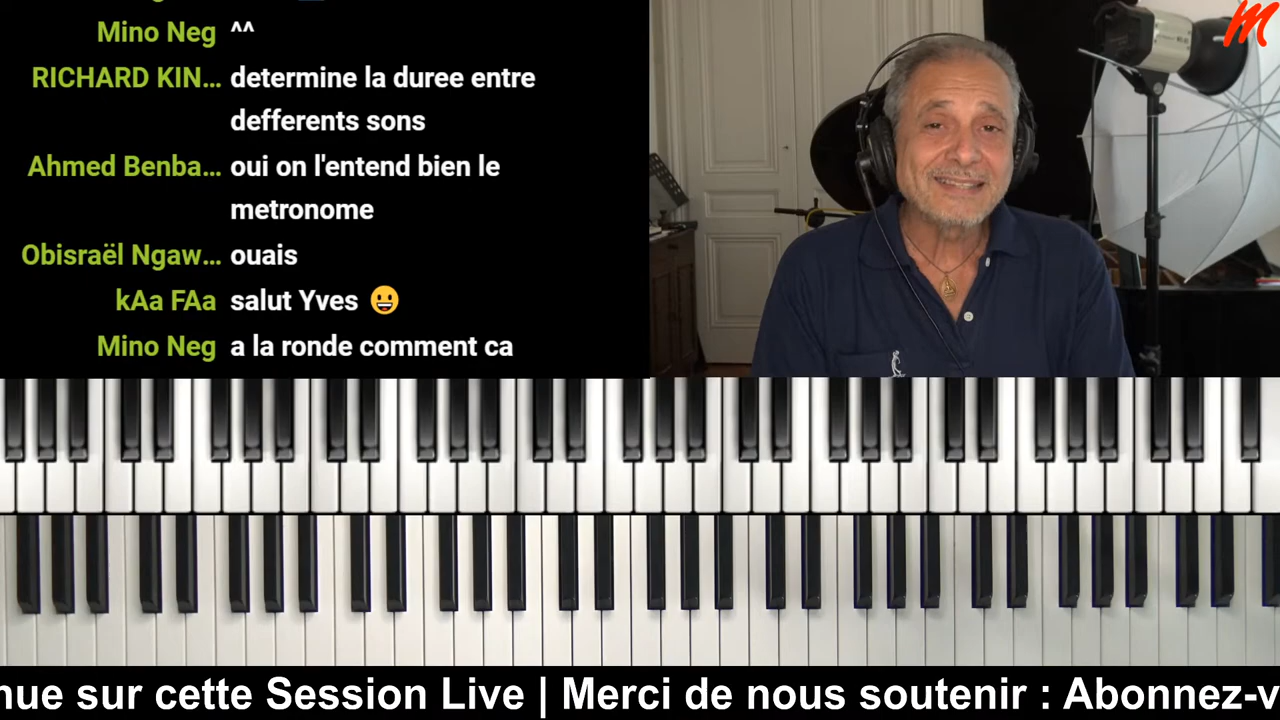 Mino Neg ^^
RICHARD KIN... determine la duree entre
defferents sons
Ahmed Benba... oui on l'entend bien le
metronome
Obisraël Ngaw... ouais
kAa FAa salut Yves 😀
Mino Neg a la ronde comment ca
M
nue sur cette Session Live | Merci de nous soutenir : Abonnez-v